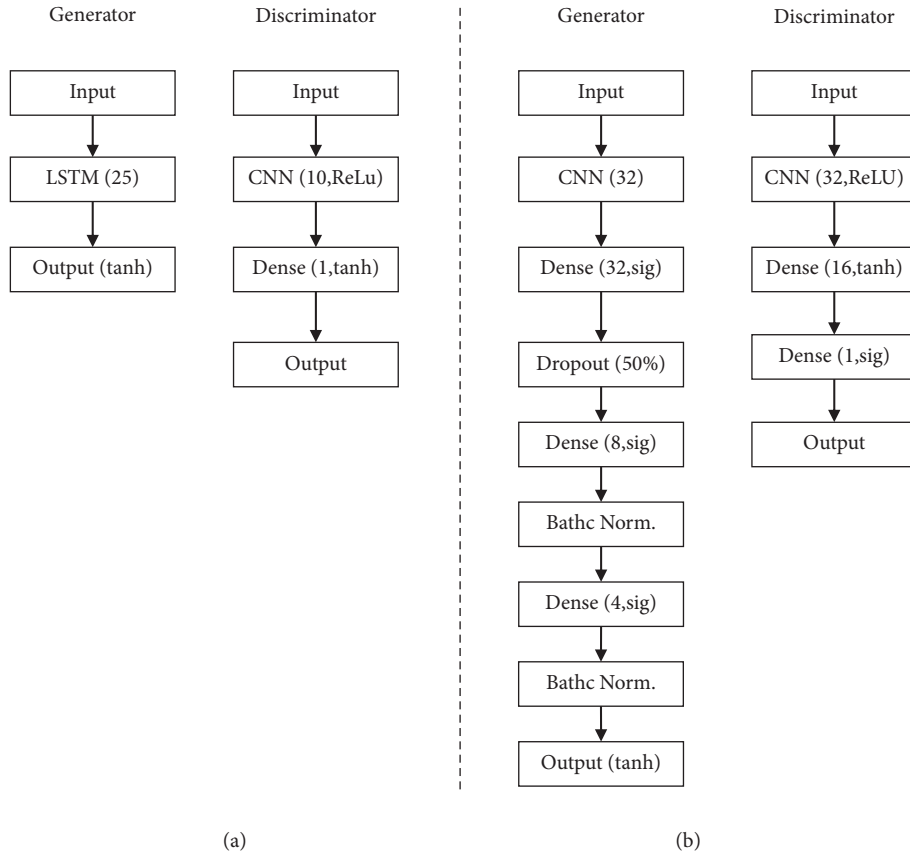 Generator
Discriminator
Input
LSTM (25)
Output (tanh)
Input
CNN (10,ReLu)
Dense (1,tanh)
Output
(a)
Generator
Discriminator
Input
CNN (32)
Dense (32,sig)
Dropout (50%)
Dense (8,sig)
Bathc Norm.
Dense (4,sig)
Bathc Norm.
Output (tanh)
Input
CNN (32,ReLU)
Dense (16,tanh)
Dense (1,sig)
Output
(b)